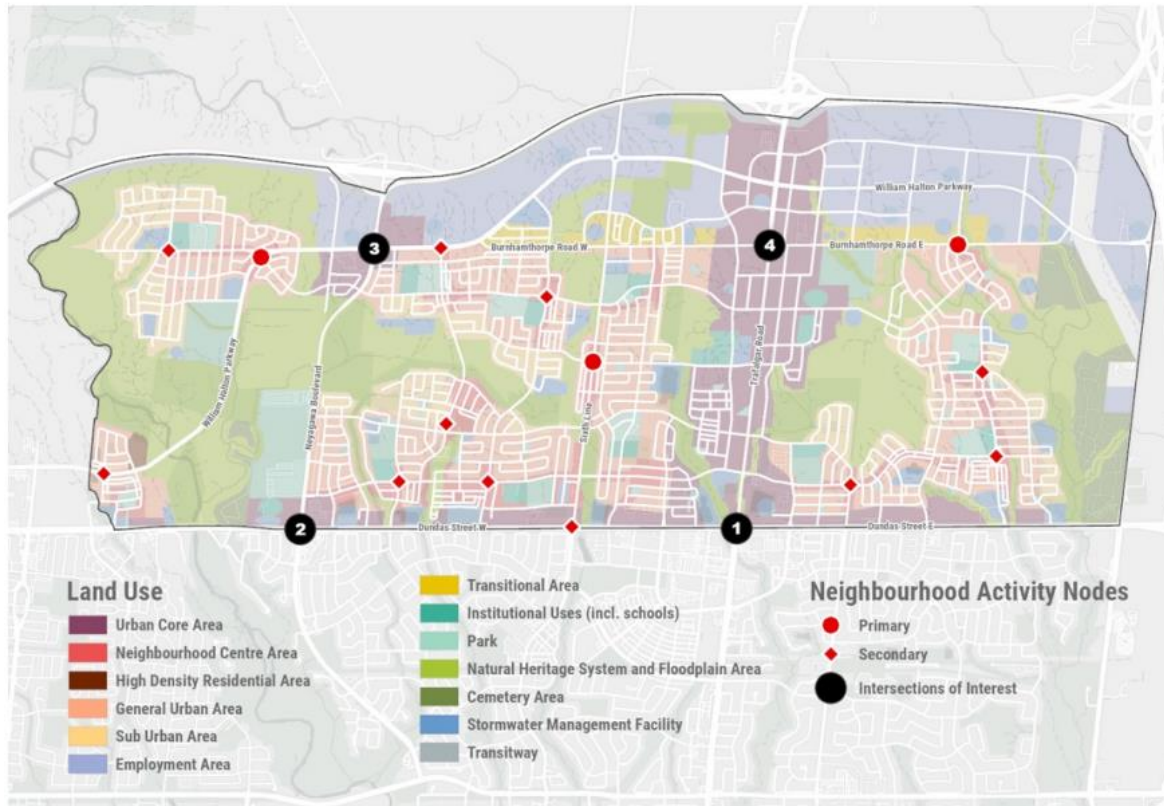 William Halton Parkway
3
4
Burnhamthorpe Road W
Burnhamthorpe Road E
Trafalgar Road
William Halton Parkway
Neyagawa Boulevard
Sixth Line
2
Dundas Street W
1
Dundas Street E
Land Use
Urban Core Area
Neighbourhood Centre Area
High Density Residential Area
General Urban Area
Sub Urban Area
Employment Area
Transitional Area
Institutional Uses (incl. schools)
Park
Natural Heritage System and Floodplain Area
Cemetery Area
Stormwater Management Facility
Transitway
Neighbourhood Activity Nodes
Primary
Secondary
Intersections of Interest